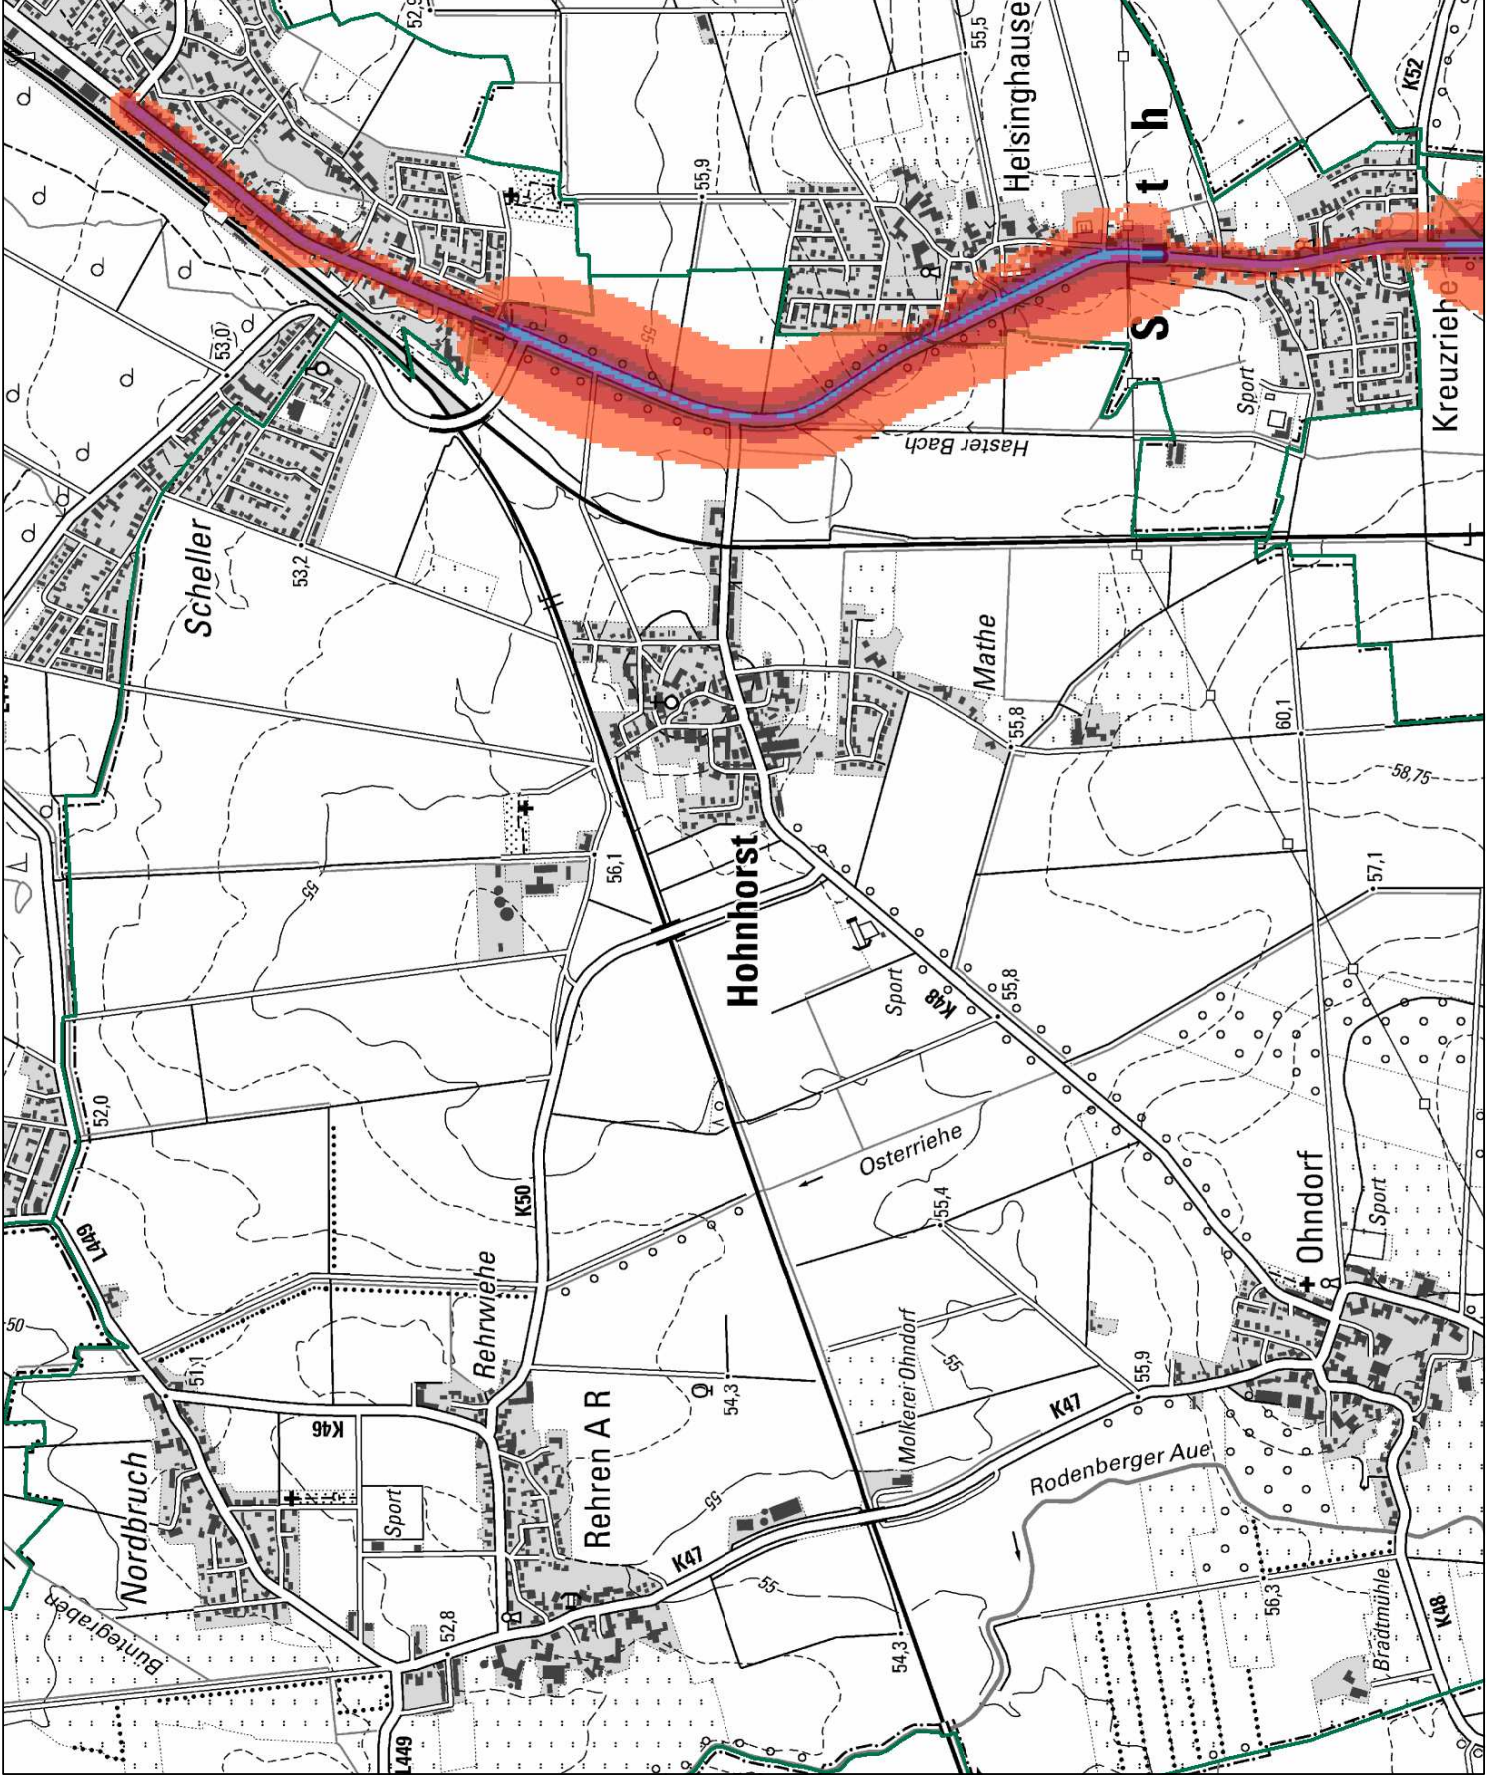 52,9
55,5
Helsinghause
K52
55,9
S t h
55
53,0
Scheller
53,2
Haster Bach
Sport
Kreuzriehe
Mathe
55,8
60,1
58,75
55
56,1
Hohnhorst
57,1
Sport
K48
55,8
52,0
L449
K50
Osterriehe
55,4
Ohndorf
Sport
50
51,1
Rehrwiehe
K46
Rehren A R
54,3
Molkerei Ohndorf
55
55,9
K47
Nordbruch
Sport
55
K47
Rodenberger Aue
Büntegraben
52,8
55
54,3
56,3
Bradtmühle
K48
L449